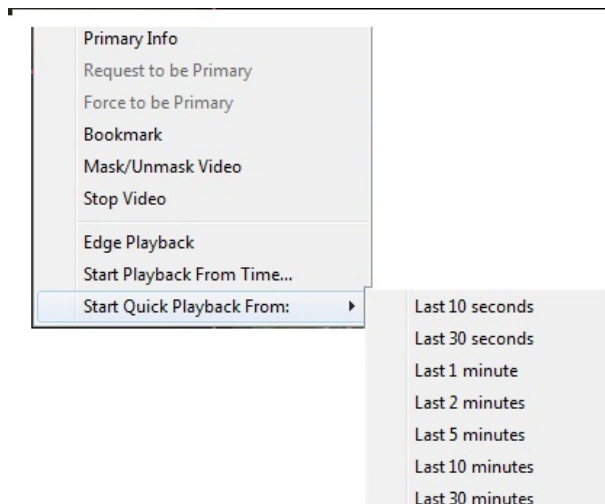 Primary Info
Request to be Primary
Force to be Primary
Bookmark
Mask/Unmask Video
Stop Video
Edge Playback
Start Playback From Time...
Start Quick Playback From:
Last 10 seconds
Last 30 seconds
Last 1 minute
Last 2 minutes
Last 5 minutes
Last 10 minutes
Last 30 minutes